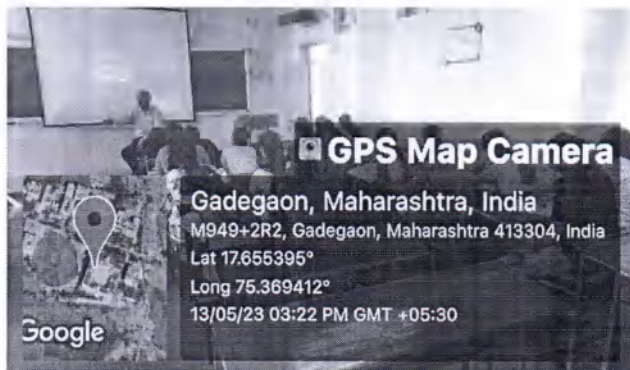 GPS Map Camera
Gadegaon, Maharashtra, India
M949+2R2, Gadegaon, Maharashtra 413304, India
Lat 17.655395°
Long 75.369412°
13/05/23 03:22 PM GMT +05:30
Google